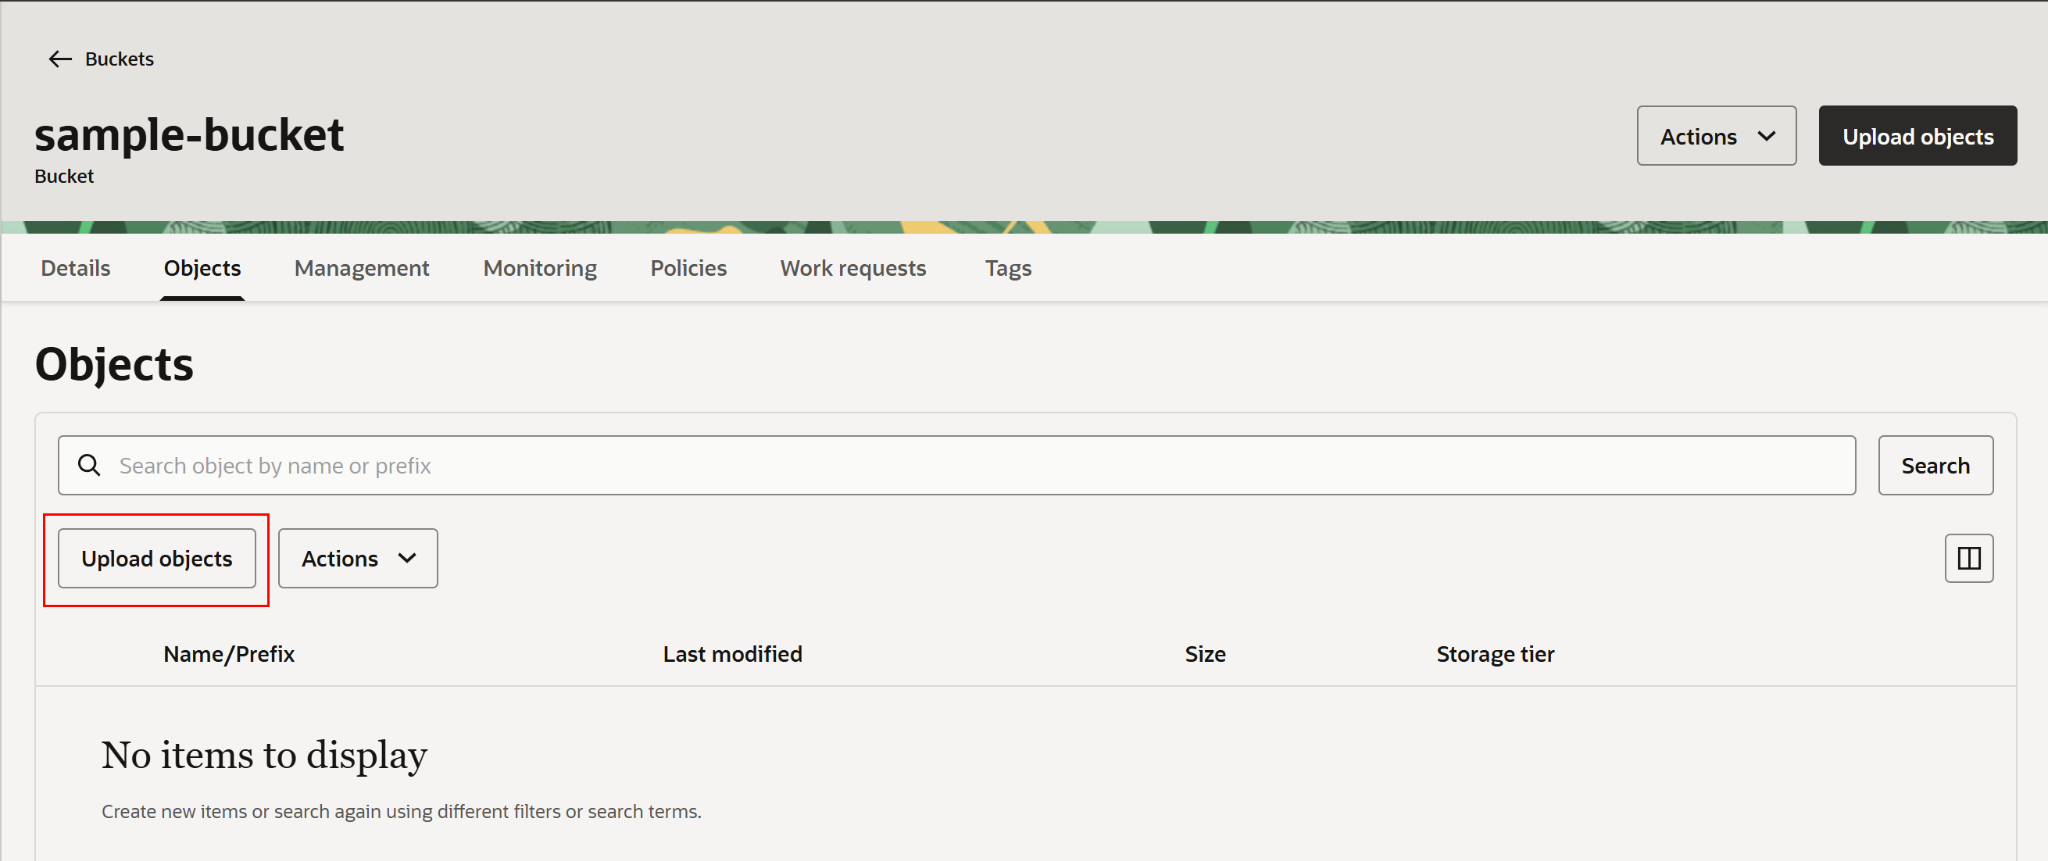 Buckets
sample-bucket
Bucket
Actions
Upload objects
Details Objects Management Monitoring Policies Work requests Tags
Objects
Search object by name or prefix
Search
Upload objects
Actions
Name/Prefix Last modified Size Storage tier
No items to display
Create new items or search again using different filters or search terms.